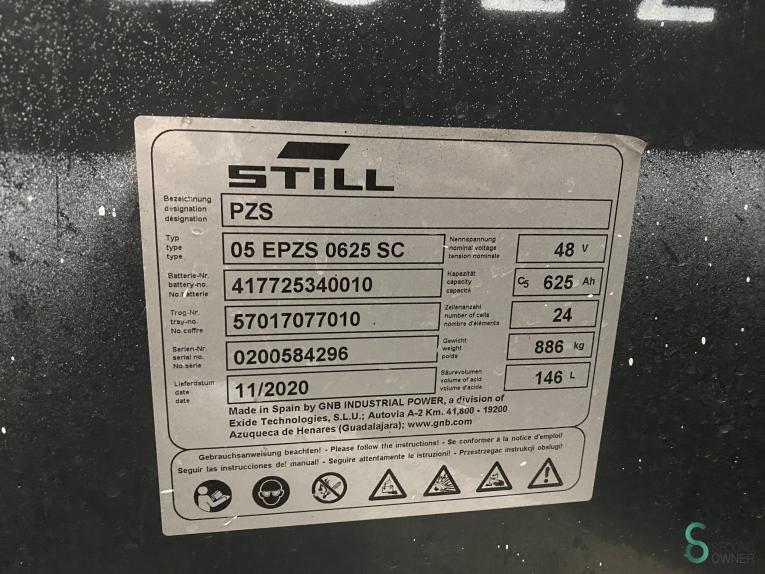 STILL
Bezeichnung
designation
désignation
PZS
Typ
type
type
05 EPZS 0625 SC
Nennspannung
nominal voltage
tension nominale
48 V
Batterie-Nr.
battery-no.
No. batterie
417725340010
Kapazität
capacity
capacité
C5 625 Ah
Trog-Nr.
tray-no.
No. coffre
57017077010
Zellenanzahl
number of cells
nombre d'éléments
24
Serien-Nr.
serial no.
No. série
0200584296
Gewicht
weight
poids
886 kg
Lieferdatum
date
date
11/2020
Säurevolumen
volume of acid
volume d'acide
146 L
Made in Spain by GNB INDUSTRIAL POWER, a division of
Exide Technologies, S.L.U.; Autovia A-2 Km. 41,800 - 19200
Azuqueca de Henares (Guadalajara); www.gnb.com
Gebrauchsanweisung beachten! - Please follow the instructions! - Se conformer à la notice d'emploi!
Seguir las instrucciones del manual! - Seguire attentamente le istruzioni! - Przestrzegac instrukcji obslugi!
OWNER